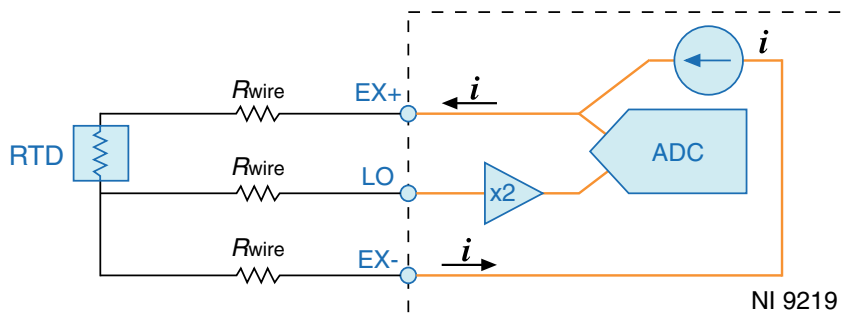 i
Rwire
EX+
i
RTD
ADC
Rwire
LO
x2
Rwire
EX-
i
NI 9219